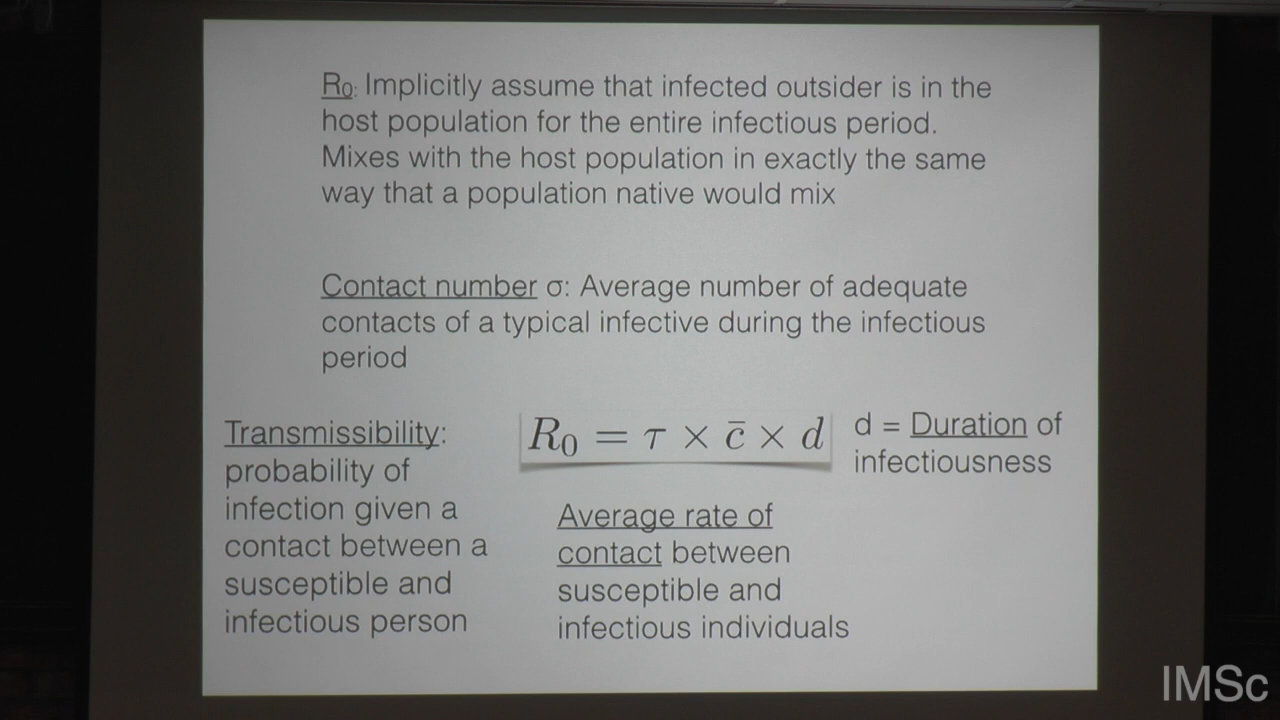 R0: Implicitly assume that infected outsider is in the
host population for the entire infectious period.
Mixes with the host population in exactly the same
way that a population native would mix
Contact number σ: Average number of adequate
contacts of a typical infective during the infectious
period
Transmissibility:
probability of
infection given a
contact between a
susceptible and
infectious person
R₀ = τ × c̄ × d
d = Duration of
infectiousness
Average rate of
contact between
susceptible and
infectious individuals
IMSc